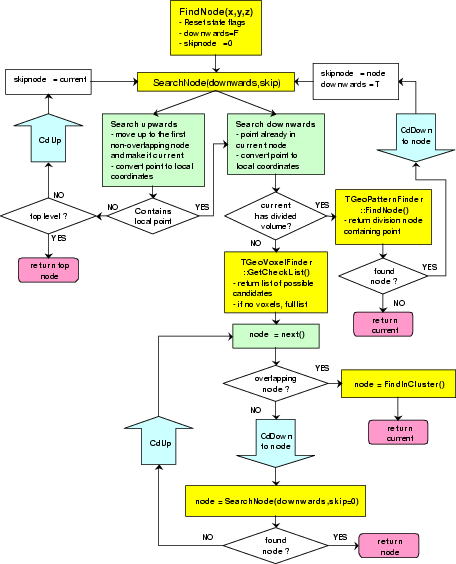 FindNode(x,y,z)
- Reset state flags
- downwards=F
- skipnode =0
skipnode = current
SearchNode(downwards,skip)
skipnode = node
downwards = T
CdUp
Search upwards
- move up to the first
non-overlapping node
and make it current
- convert point to local
coordinates
Search downwards
- point already in
current node
- convert point to
local coordinates
CdDown
to node
NO
YES
top level ?
NO
Contains
local point
YES
current
has divided
volume?
YES
TGeoPatternFinder
::FindNode()
- return division node
containing point
return top
node
NO
TGeoVoxelFinder
::GetCheckList()
- return list of possible
candidates
- if no voxels, full list
found
node ?
YES
NO
return
current
node = next()
overlapping
node ?
YES
node = FindInCluster()
NO
return
current
CdUp
CdDown
to node
node = SearchNode(downwards,skip=0)
NO
found
node ?
YES
return
node